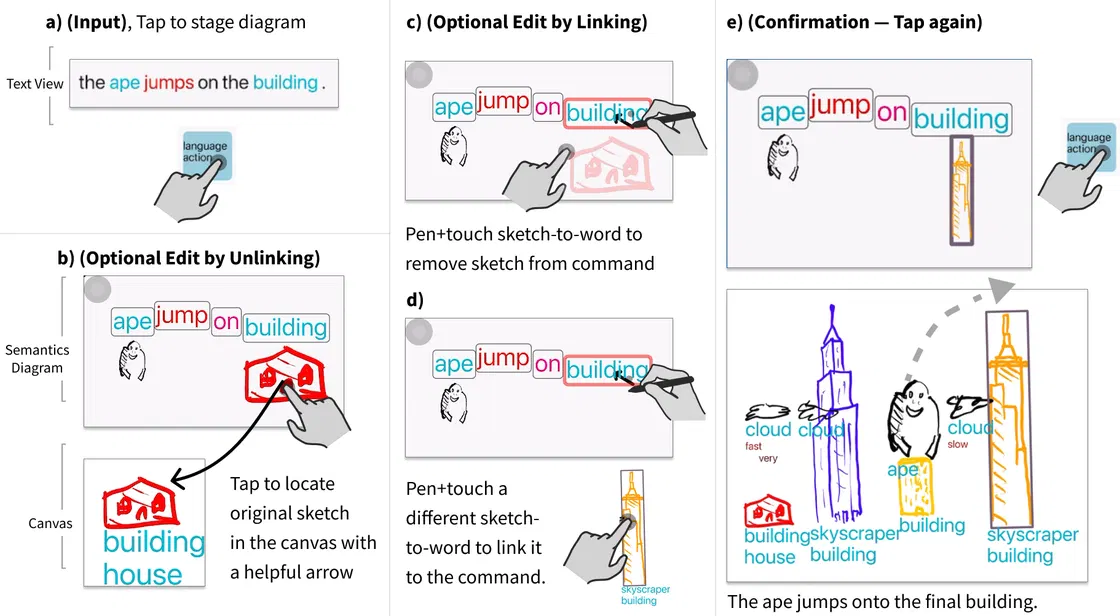 a) (Input), Tap to stage diagram
Text View
the ape jumps on the building .
language
action
b) (Optional Edit by Unlinking)
Semantics
Diagram
ape jump on building
Canvas
building
house
Tap to locate
original sketch
in the canvas with
a helpful arrow
c) (Optional Edit by Linking)
ape jump on building
Pen+touch sketch-to-word to
remove sketch from command
d)
ape jump on building
Pen+touch a
different sketch-
to-word to link it
to the command.
skyscraper
building
e) (Confirmation — Tap again)
ape jump on building
language
action
cloud
fast
very
cloud
cloud
slow
ape
building
building
house
skyscraper
building
skyscraper
building
The ape jumps onto the final building.